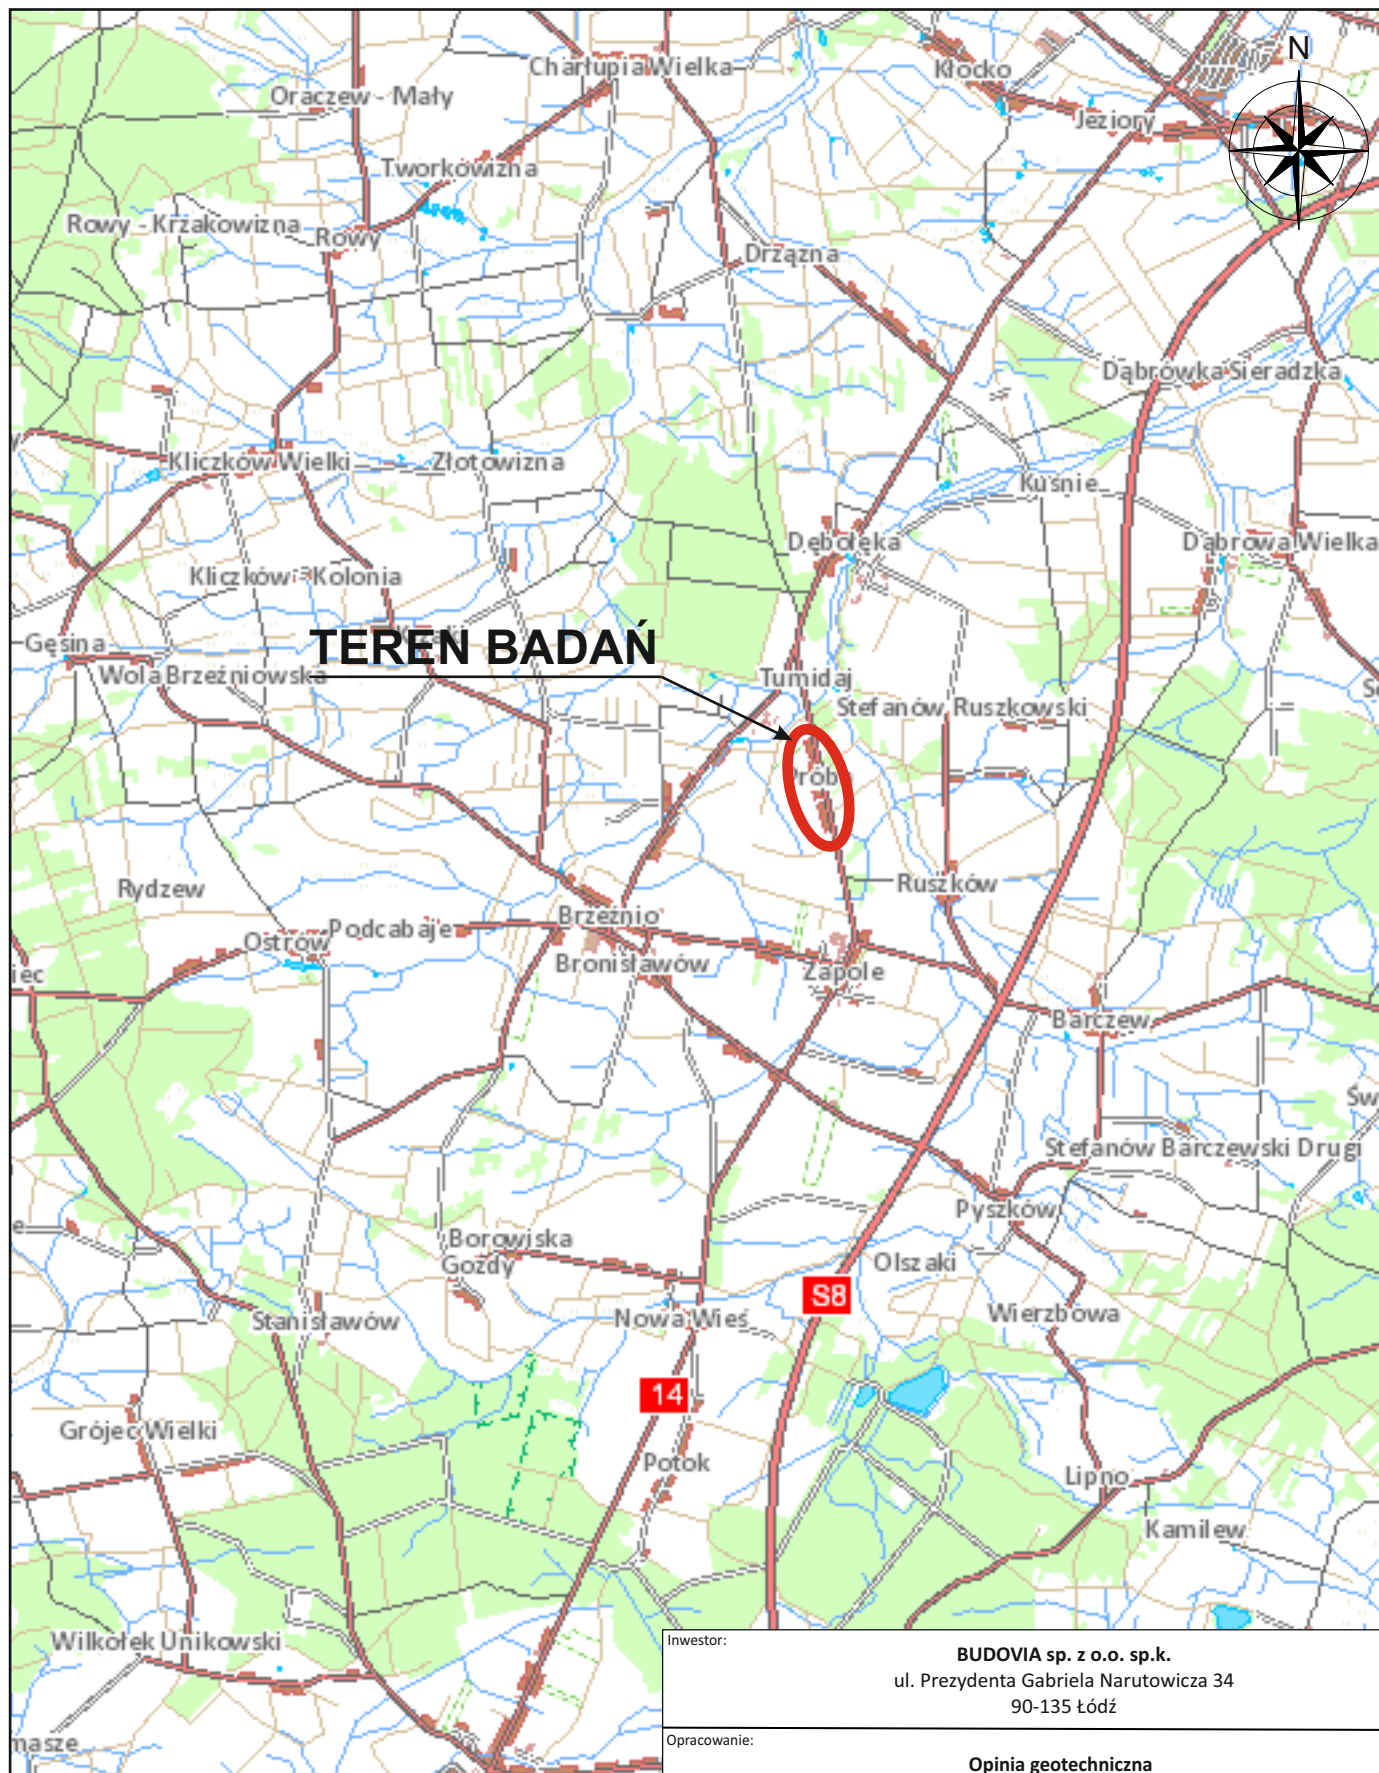 N
Charłupia Wielka
Kłocko
Oraczew - Mały
Jeziory
Tworkowizna
Rowy - Krzakowizna
Rowy
Drzązna
Dąbrówka Sieradzka
Kliczków Wielki
Złotowizna
Kuśnie
Dębołęka
Dąbrowa Wielka
Kliczków - Kolonia
Gęsina
TEREN BADAŃ
Wola Brzeźniowska
Tumidaj
Stefanów Ruszkowski
Rydzew
Ruszków
Brzeźnio
Podcabaje
Ostrów
Bronisławów
Zapole
iec
Barczew
Św
Stefanów Barczewski Drugi
Pyszków
Borowiska
Gozdy
Olszaki
S8
Stanisławów
Nowa Wieś
Wierzbowa
14
Grójec Wielki
Potok
Lipno
Kamilew
Wilkołek Unikowski
masze
Inwestor:
BUDOVIA sp. z o.o. sp.k.
ul. Prezydenta Gabriela Narutowicza 34
90-135 Łódź
Opracowanie:
Opinia geotechniczna